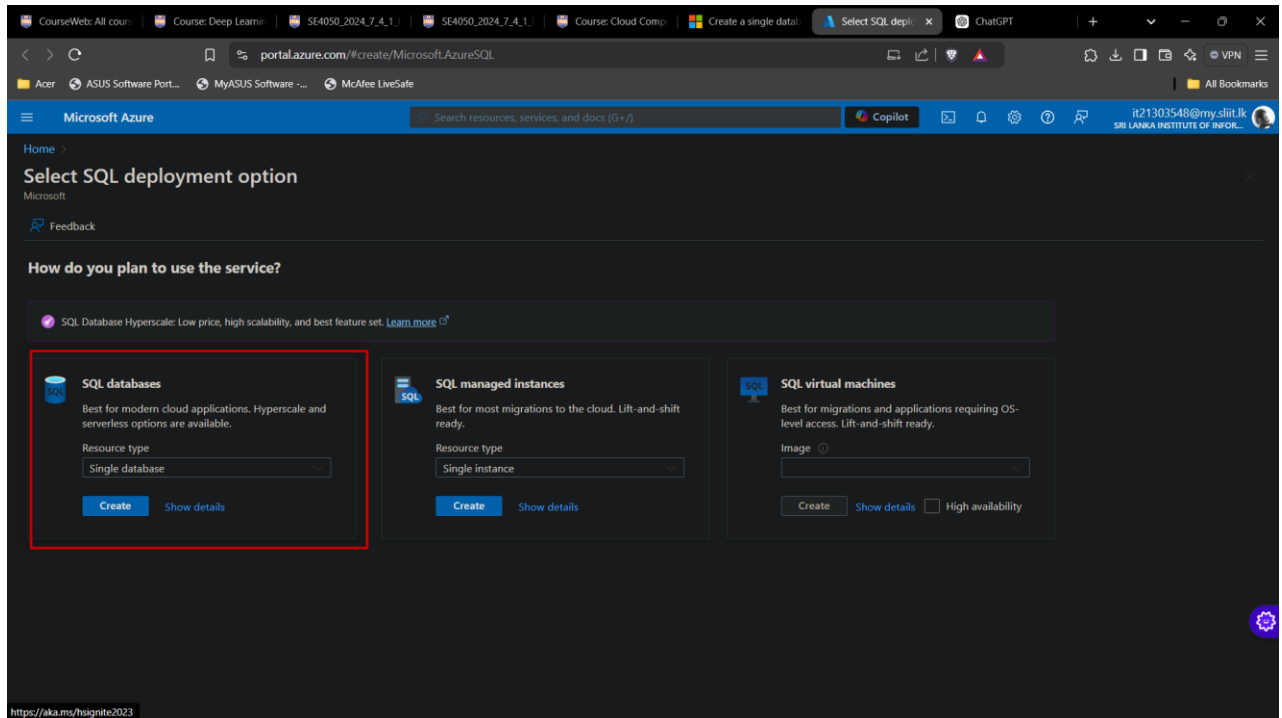 CourseWeb: All cours
Course: Deep Learnin
SE4050_2024_7_4_1_
SE4050_2024_7_4_1_
Course: Cloud Comp
Create a single datab
Select SQL deplo
ChatGPT
VPN
portal.azure.com/#create/Microsoft.AzureSQL
Acer
ASUS Software Port...
MyASUS Software -...
McAfee LiveSafe
All Bookmarks
Microsoft Azure
Search resources, services, and docs (G+/)
Copilot
it21303548@my.sliit.lk
SRI LANKA INSTITUTE OF INFOR...
Home >
Select SQL deployment option
Microsoft
Feedback
How do you plan to use the service?
SQL Database Hyperscale: Low price, high scalability, and best feature set. Learn more
SQL
SQL databases
Best for modern cloud applications. Hyperscale and
serverless options are available.
Resource type
Single database
Create
Show details
SQL
SQL managed instances
Best for most migrations to the cloud. Lift-and-shift
ready.
Resource type
Single instance
Create
Show details
SQL
SQL virtual machines
Best for migrations and applications requiring OS-
level access. Lift-and-shift ready.
Image
Create
Show details
High availability
https://aka.ms/hsignite2023